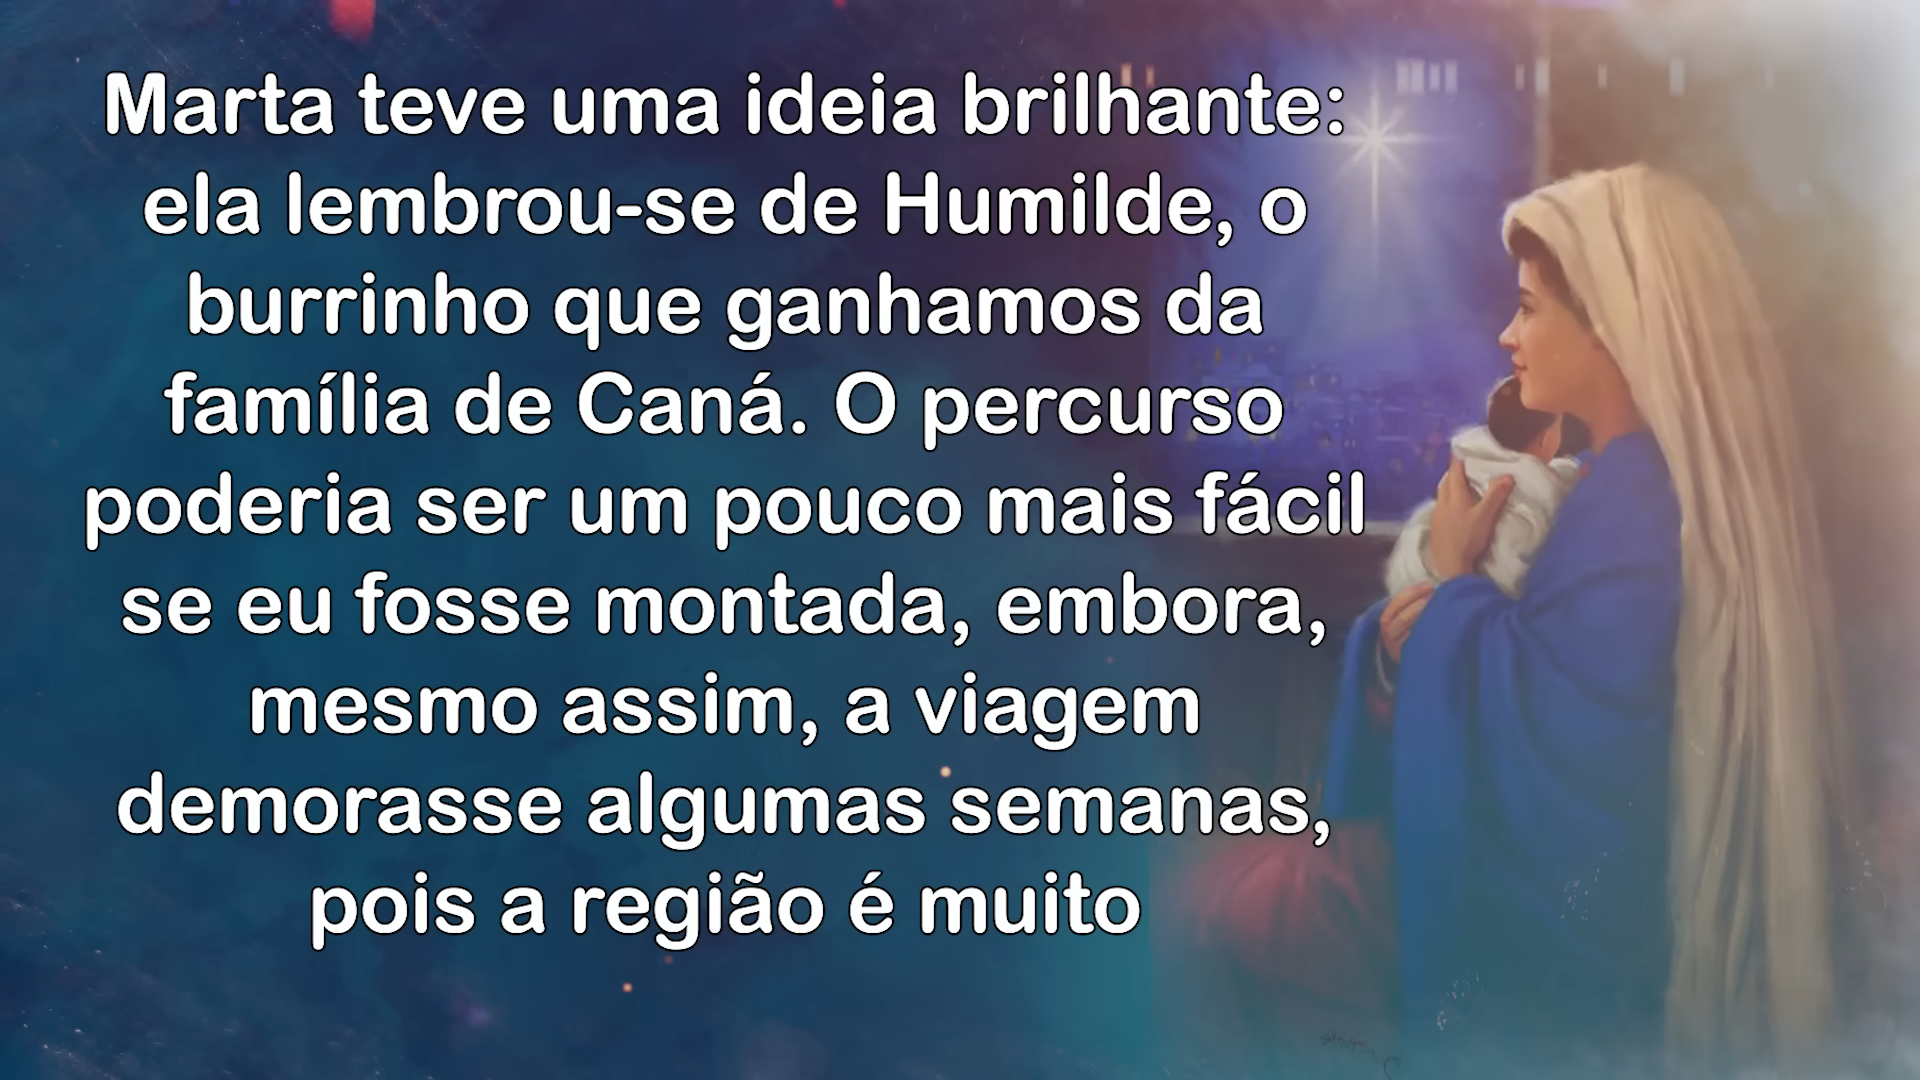 Marta teve uma ideia brilhante:
ela lembrou-se de Humilde, o
burrinho que ganhamos da
família de Caná. O percurso
poderia ser um pouco mais fácil
se eu fosse montada, embora,
mesmo assim, a viagem
demorasse algumas semanas,
pois a região é muito